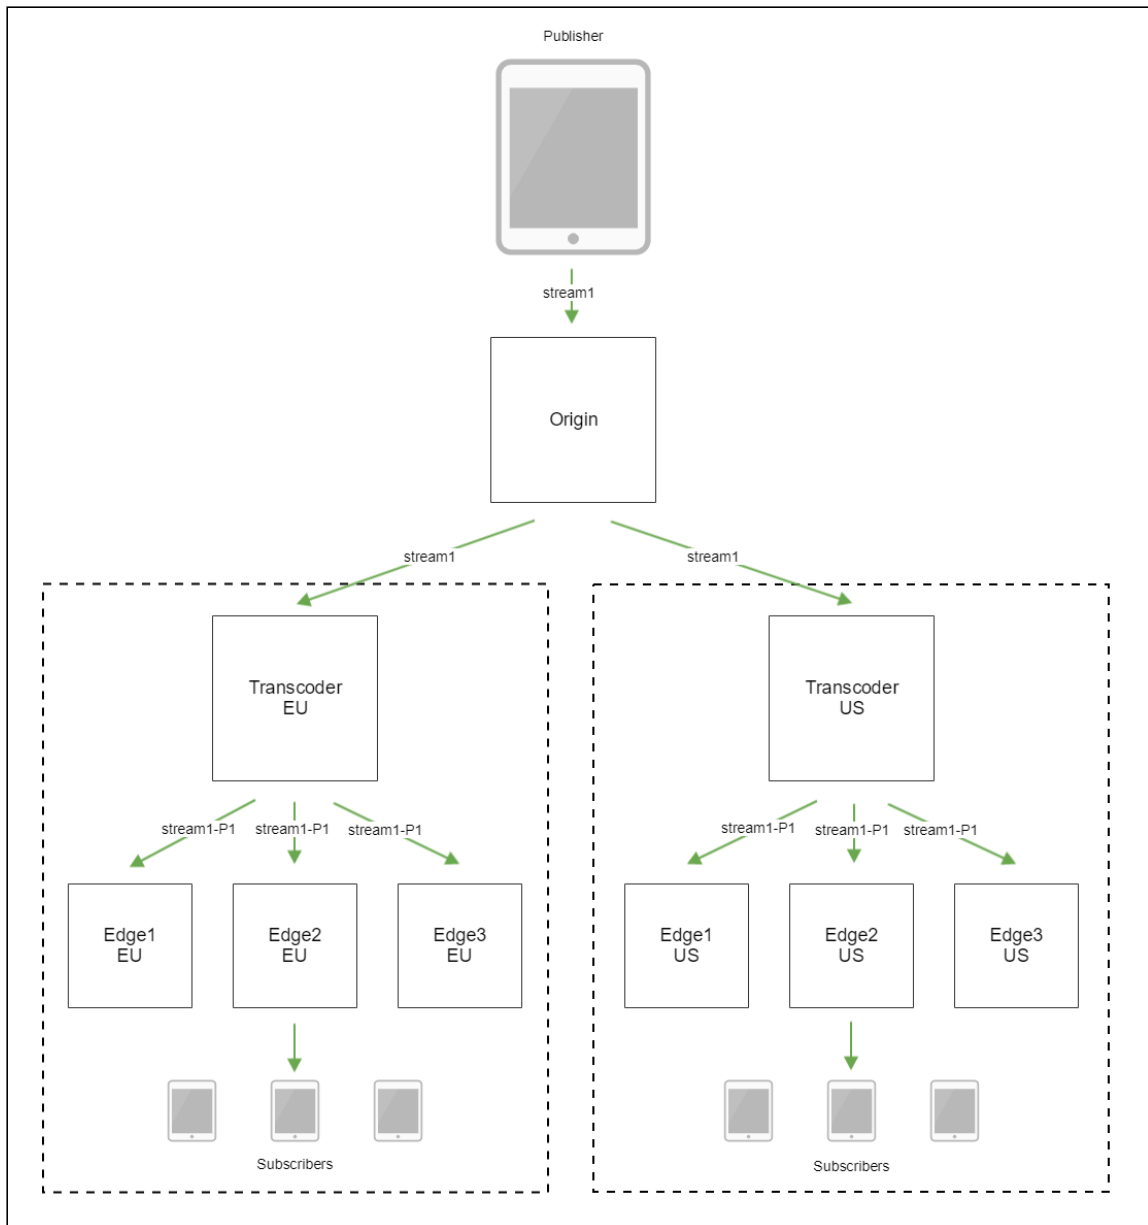 Publisher
stream1
Origin
stream1
stream1
Transcoder
EU
Transcoder
US
stream1-P1
stream1-P1
stream1-P1
stream1-P1
stream1-P1
stream1-P1
Edge1
EU
Edge2
EU
Edge3
EU
Edge1
US
Edge2
US
Edge3
US
Subscribers
Subscribers